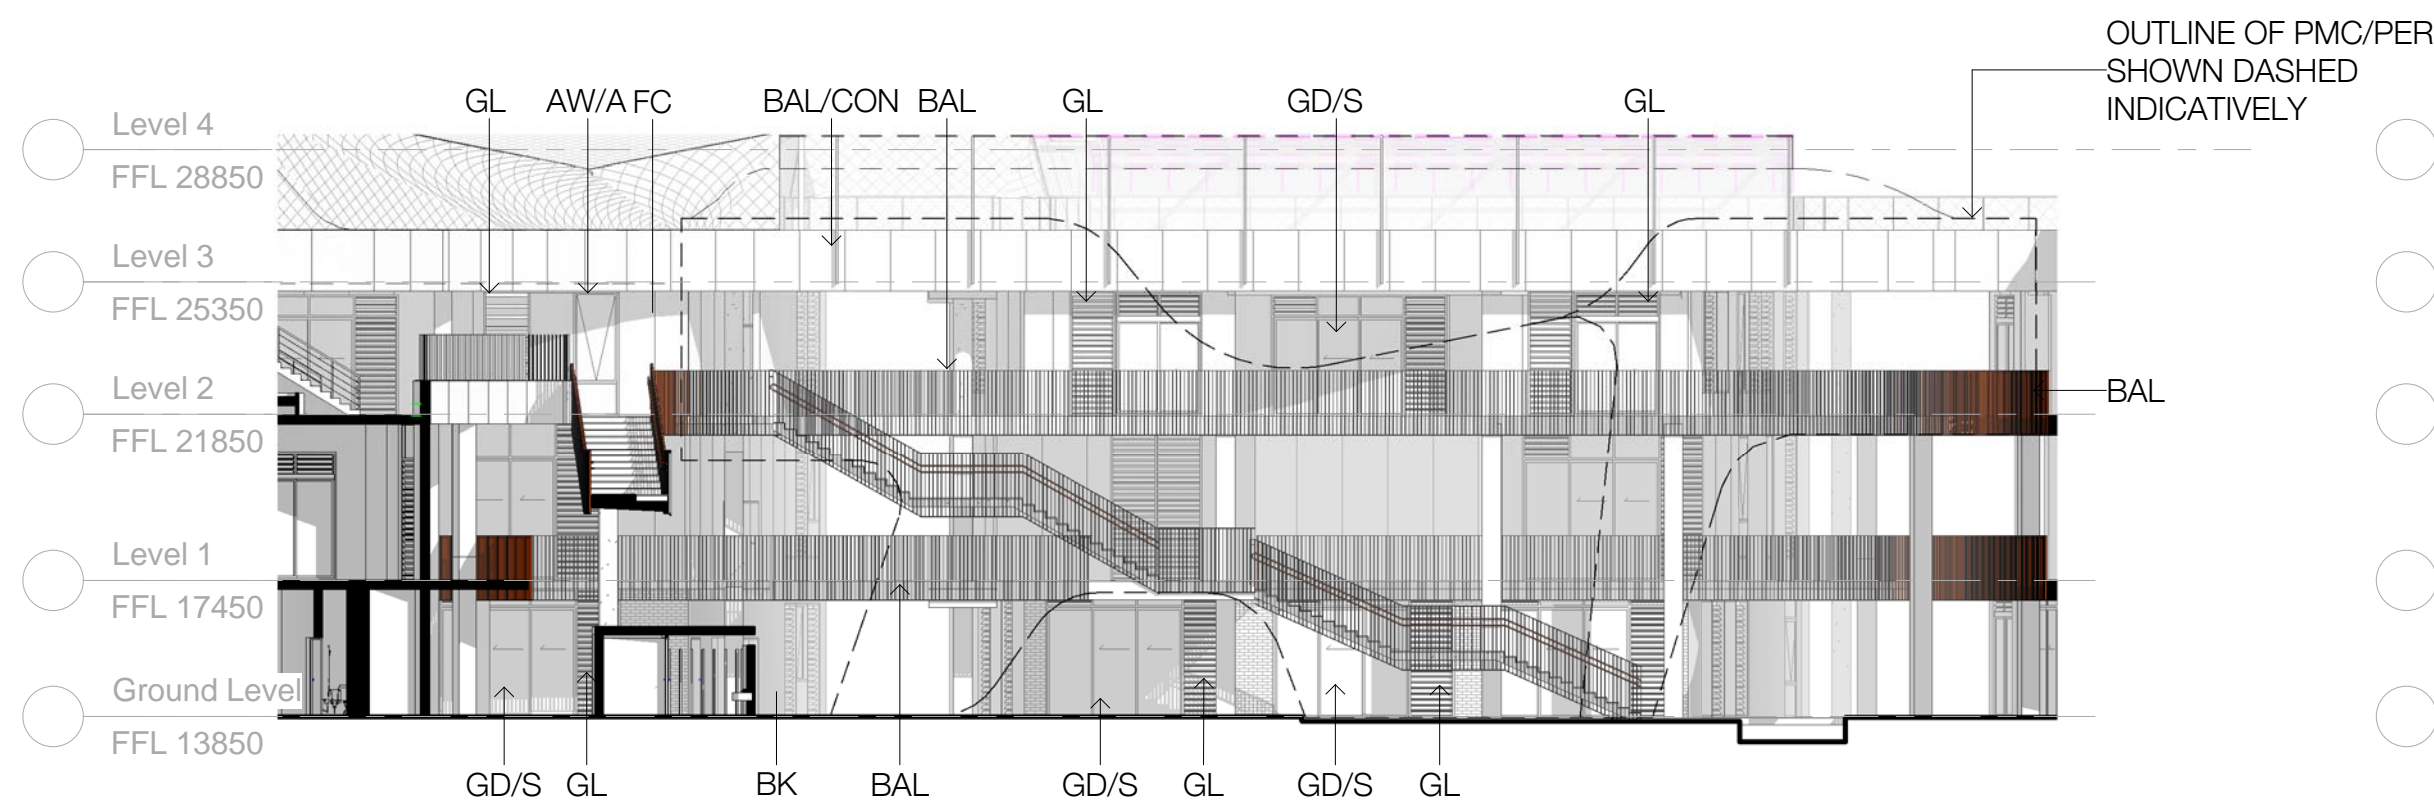 OUTLINE OF PMC/PER
SHOWN DASHED
INDICATIVELY
GL AW/A FC BAL/CON BAL GL GD/S GL
Level 4
FFL 28850
Level 3
FFL 25350
Level 2
FFL 21850
BAL
Level 1
FFL 17450
Ground Level
FFL 13850
GD/S GL BK BAL GD/S GL GD/S GL